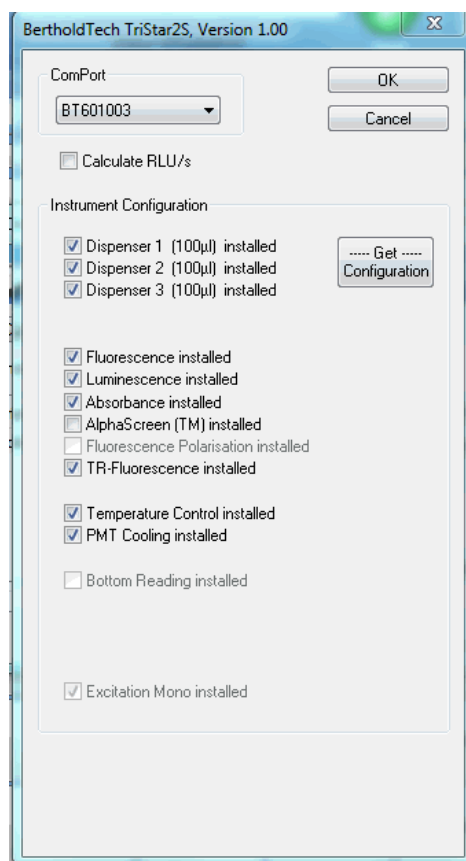 BertholdTech TriStar2S, Version 1.00
ComPort
BT601003
OK
Cancel
Calculate RLU/s
Instrument Configuration
Dispenser 1 (100µl) installed
Dispenser 2 (100µl) installed
Dispenser 3 (100µl) installed
----- Get -----
Configuration
Fluorescence installed
Luminescence installed
Absorbance installed
AlphaScreen (TM) installed
Fluorescence Polarisation installed
TR-Fluorescence installed
Temperature Control installed
PMT Cooling installed
Bottom Reading installed
Excitation Mono installed